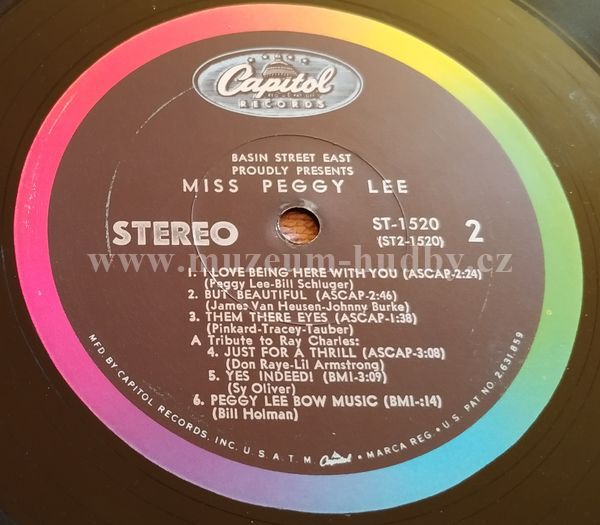 Capitol
RECORDS
BASIN STREET EAST
PROUDLY PRESENTS
MISS PEGGY LEE
STEREO
ST-1520
(ST2-1520)
2
www.muzeum-hudby.cz
1. I LOVE BEING HERE WITH YOU (ASCAP-2:24)
(Peggy Lee-Bill Schluger)
2. BUT BEAUTIFUL (ASCAP-2:46)
(James Van Heusen-Johnny Burke)
3. THEM THERE EYES (ASCAP-1:38)
(Pinkard-Tracey-Tauber)
A Tribute to Ray Charles:
4. JUST FOR A THRILL (ASCAP-3:08)
(Don Raye-Lil Armstrong)
5. YES INDEED! (BMI-3:09)
(Sy Oliver)
6. PEGGY LEE BOW MUSIC (BMI-:14)
(Bill Holman)
MFD BY CAPITOL RECORDS, INC. U.S.A. T.M. Capitol • MARCA REG. • U.S. PAT. NO. 2,631,859